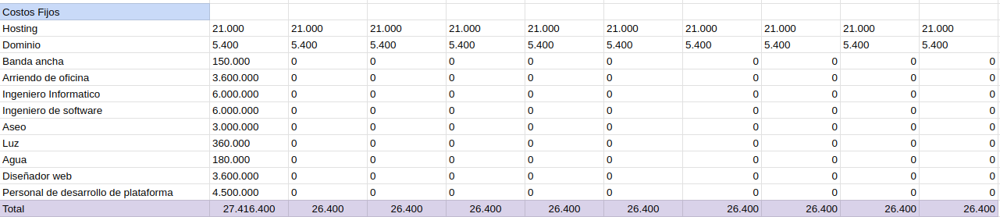 Costos Fijos
Hosting 21.000 21.000 21.000 21.000 21.000 21.000 21.000 21.000 21.000 21.000
Dominio 5.400 5.400 5.400 5.400 5.400 5.400 5.400 5.400 5.400 5.400
Banda ancha 150.000 0 0 0 0 0 0 0 0 0
Arriendo de oficina 3.600.000 0 0 0 0 0 0 0 0 0
Ingeniero Informatico 6.000.000 0 0 0 0 0 0 0 0 0
Ingeniero de software 6.000.000 0 0 0 0 0 0 0 0 0
Aseo 3.000.000 0 0 0 0 0 0 0 0 0
Luz 360.000 0 0 0 0 0 0 0 0 0
Agua 180.000 0 0 0 0 0 0 0 0 0
Diseñador web 3.600.000 0 0 0 0 0 0 0 0 0
Personal de desarrollo de plataforma 4.500.000 0 0 0 0 0 0 0 0 0
Total 27.416.400 26.400 26.400 26.400 26.400 26.400 26.400 26.400 26.400 26.400